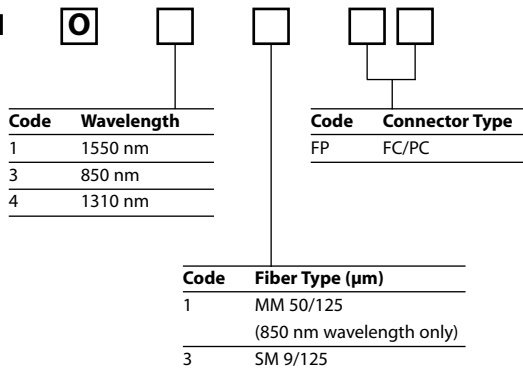 O
Code Wavelength
1 1550 nm
3 850 nm
4 1310 nm
Code Connector Type
FP FC/PC
Code Fiber Type (µm)
1 MM 50/125
(850 nm wavelength only)
3 SM 9/125